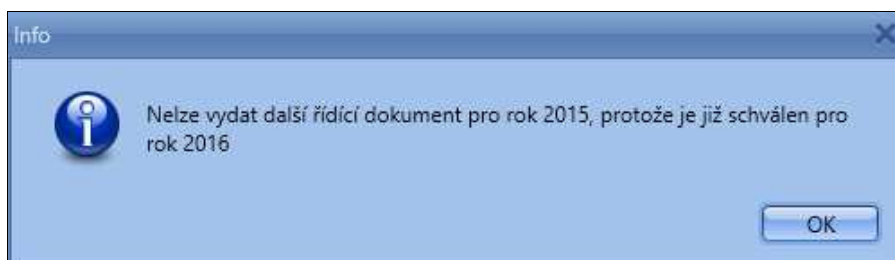 Info
Nelze vydat další řídící dokument pro rok 2015, protože je již schválen pro
rok 2016
OK